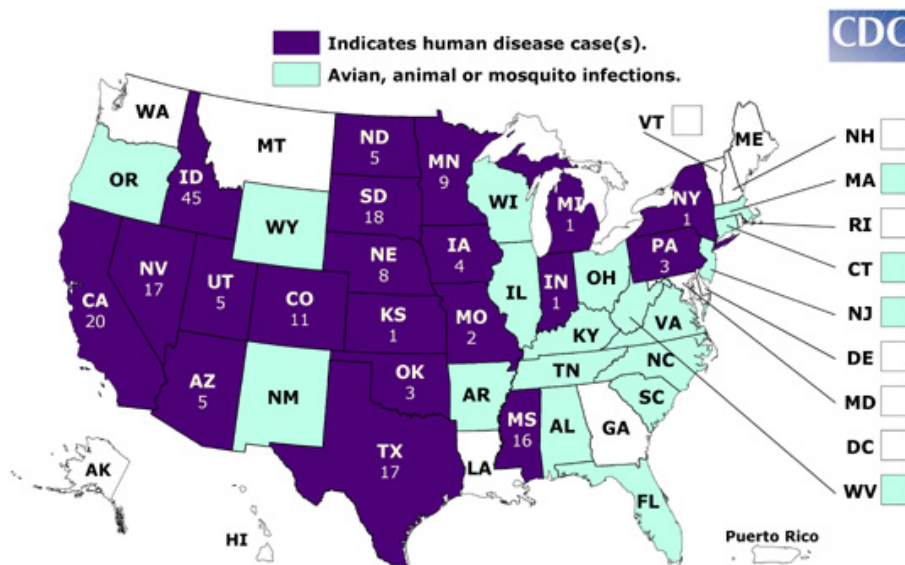 Indicates human disease case(s).
Avian, animal or mosquito infections.
CDC
WA
MT
ND
5
MN
9
VT
ME
NH
OR
ID
45
WY
SD
18
WI
MI
1
NY
1
MA
RI
NV
17
UT
5
NE
8
IA
4
IL
IN
1
OH
PA
3
CT
CA
20
CO
11
KS
1
MO
2
KY
VA
NJ
DE
AZ
5
NM
OK
3
AR
TN
NC
SC
MD
TX
17
LA
MS
16
AL
GA
DC
AK
FL
WV
HI
Puerto Rico